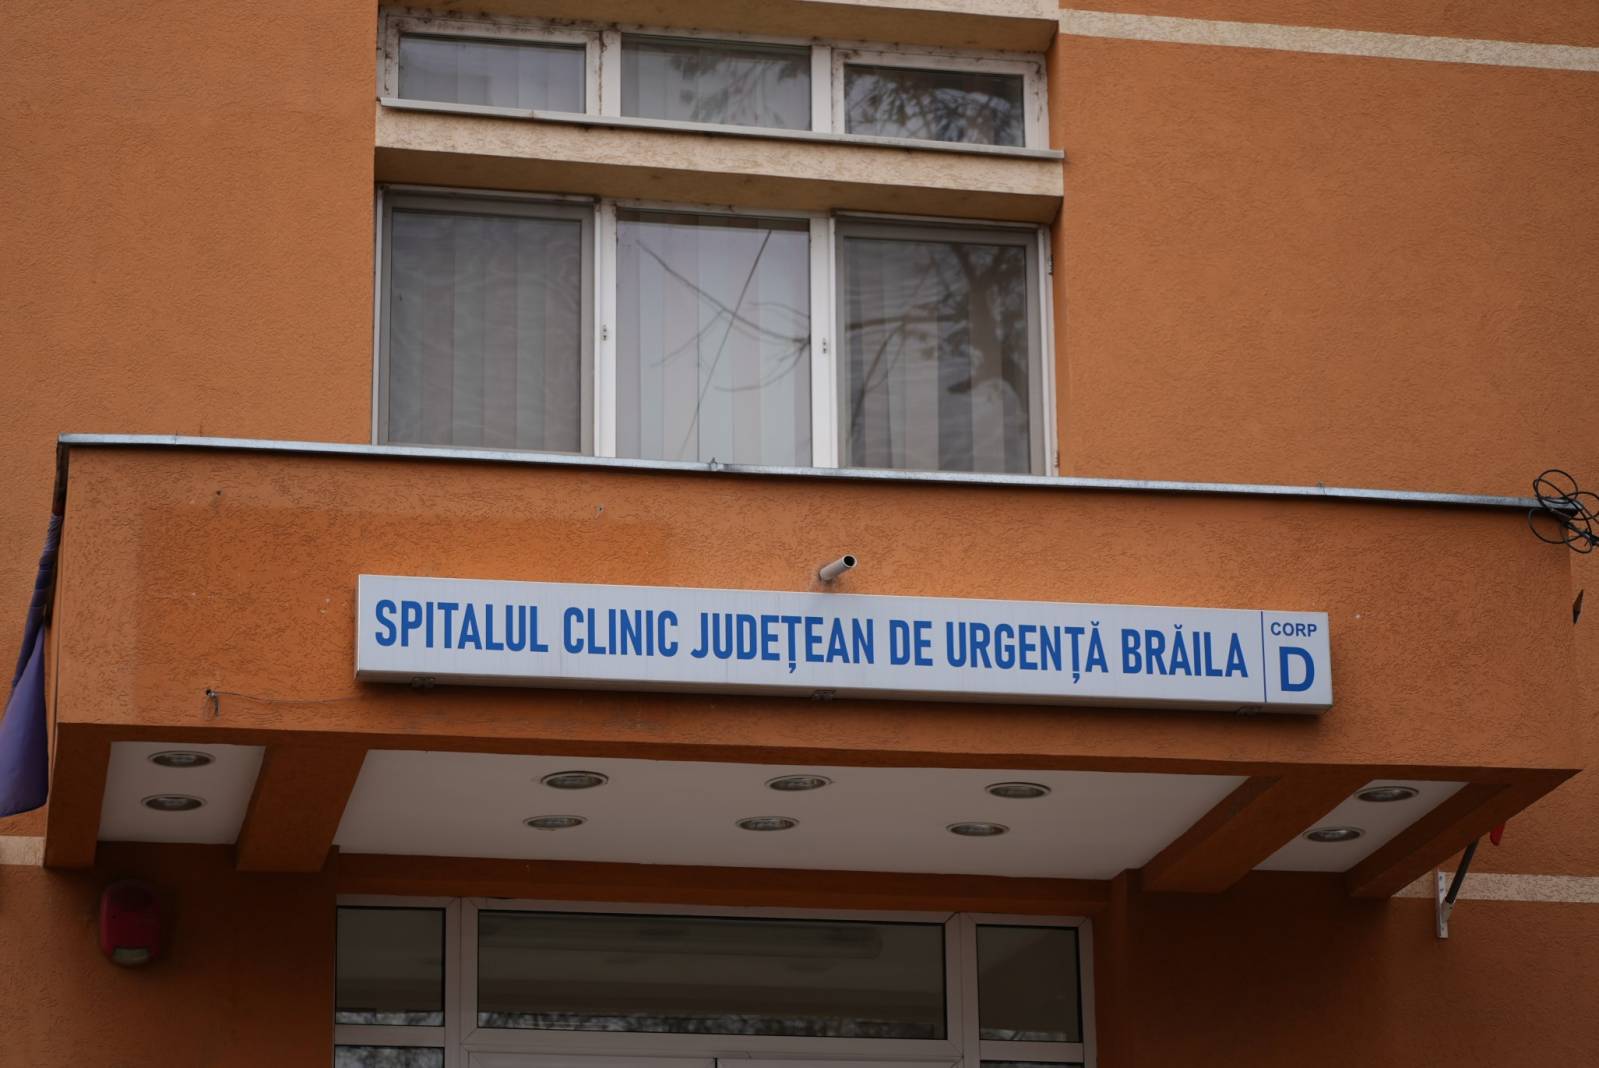 SPITALUL CLINIC JUDEȚEAN DE URGENȚĂ BRĂILA
CORP
D